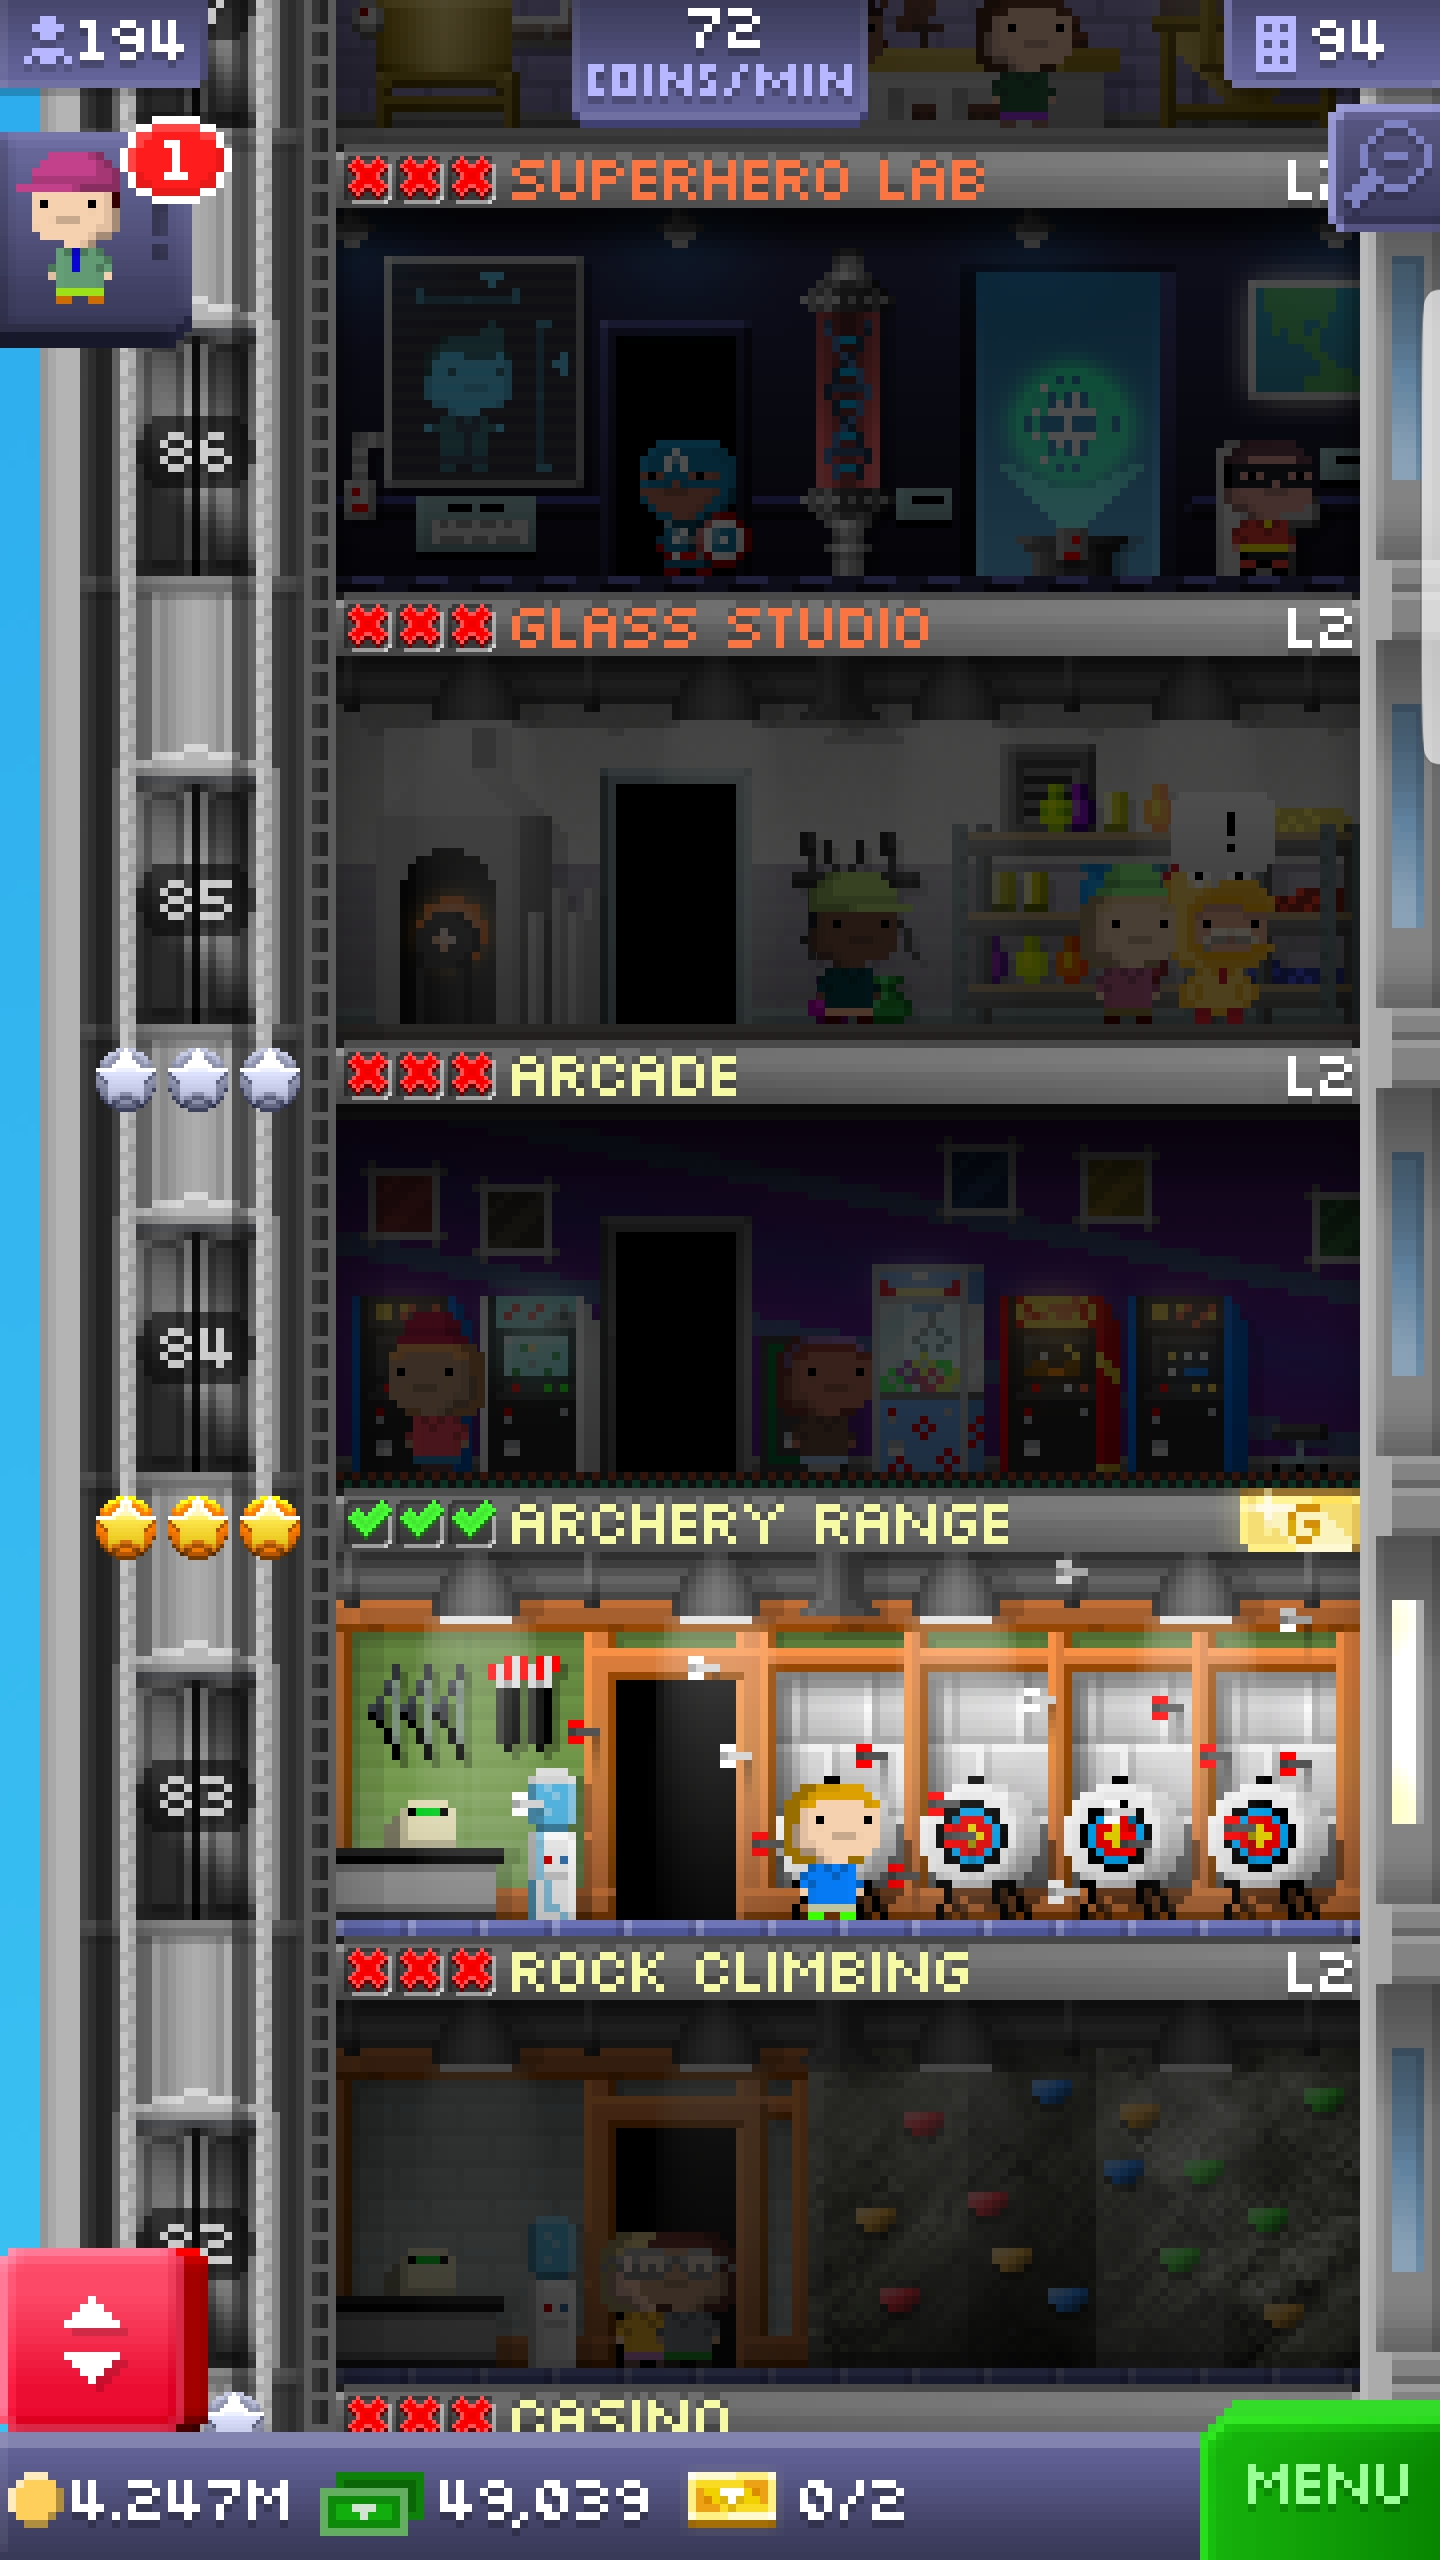 194
72
COINS/MIN
94
1
SUPERHERO LAB
86
GLASS STUDIO L2
!
85
ARCADE L2
84
ARCHERY RANGE G
83
ROCK CLIMBING L2
82
CASINO
4.247M 49,039 0/2
MENU